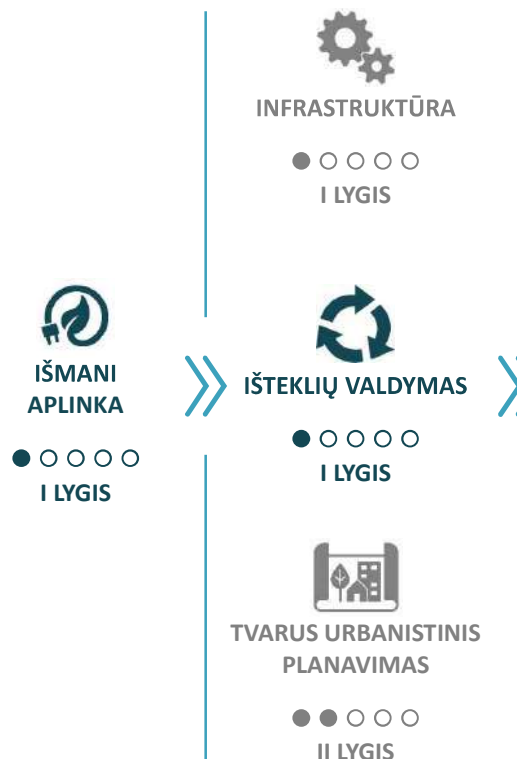 INFRASTRUKTŪRA
I LYGIS
IŠMANI
APLINKA
I LYGIS
IŠTEKLIŲ VALDYMAS
I LYGIS
TVARUS URBANISTINIS
PLANAVIMAS
II LYGIS